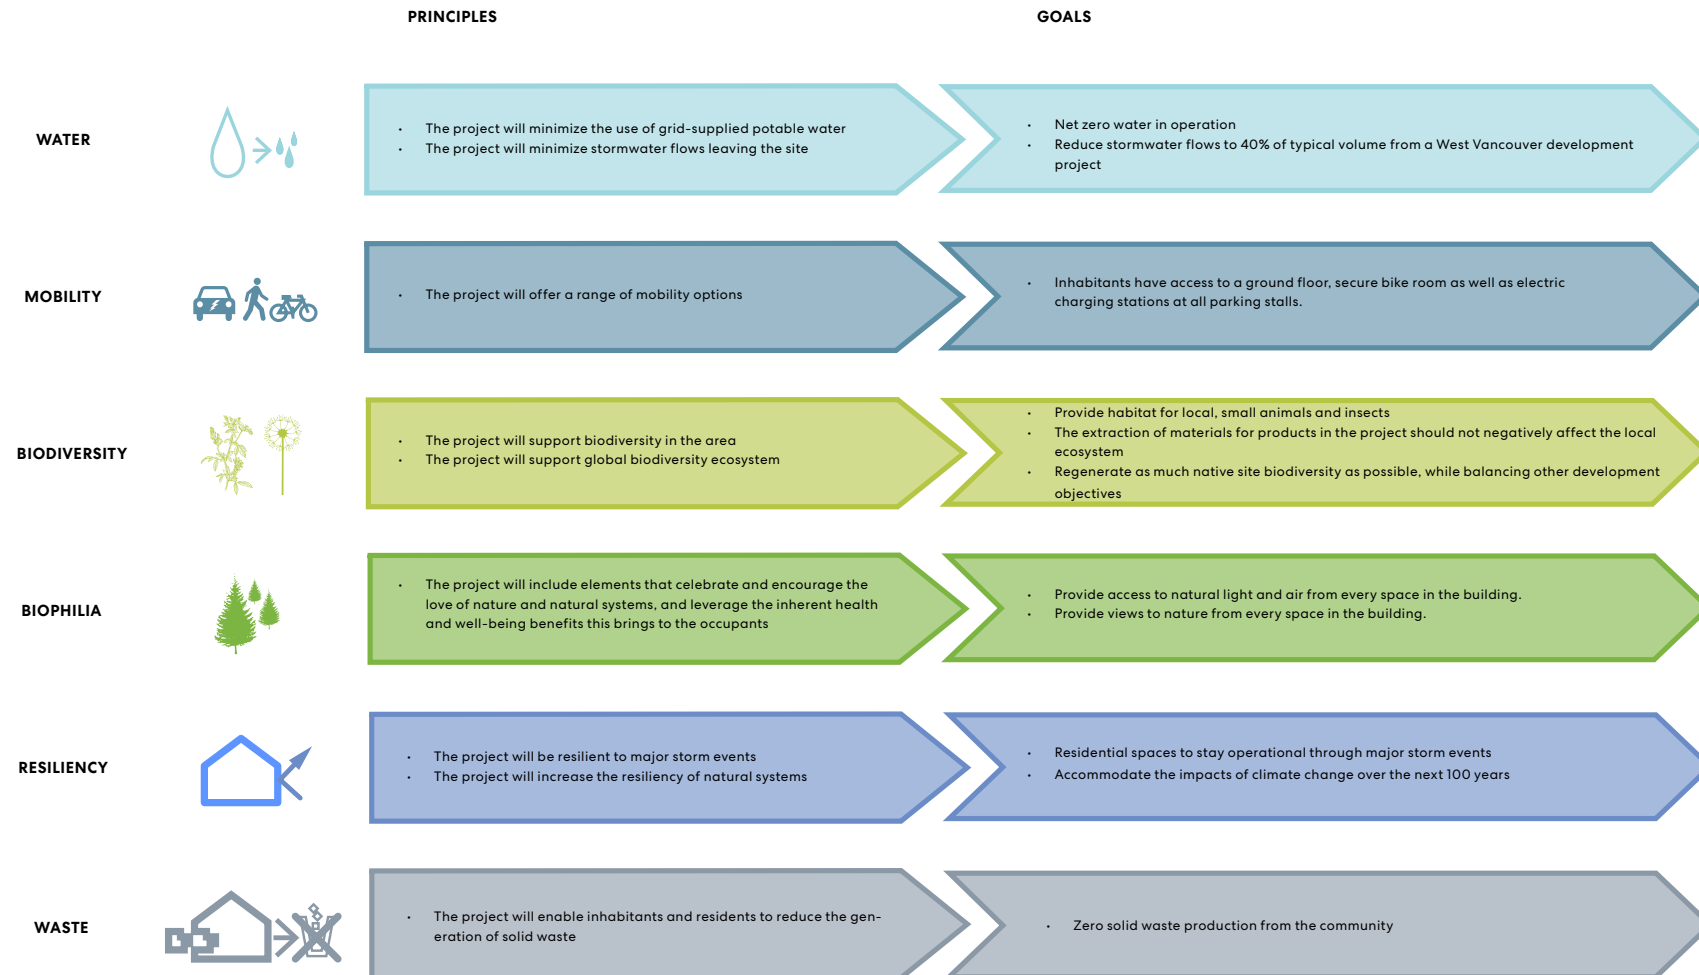 PRINCIPLES
GOALS
WATER
• The project will minimize the use of grid-supplied potable water
• The project will minimize stormwater flows leaving the site
• Net zero water in operation
• Reduce stormwater flows to 40% of typical volume from a West Vancouver development
project
MOBILITY
• The project will offer a range of mobility options
• Inhabitants have access to a ground floor, secure bike room as well as electric
charging stations at all parking stalls.
BIODIVERSITY
• The project will support biodiversity in the area
• The project will support global biodiversity ecosystem
• Provide habitat for local, small animals and insects
• The extraction of materials for products in the project should not negatively affect the local
ecosystem
• Regenerate as much native site biodiversity as possible, while balancing other development
objectives
BIOPHILIA
• The project will include elements that celebrate and encourage the
love of nature and natural systems, and leverage the inherent health
and well-being benefits this brings to the occupants
• Provide access to natural light and air from every space in the building.
• Provide views to nature from every space in the building.
RESILIENCY
• The project will be resilient to major storm events
• The project will increase the resiliency of natural systems
• Residential spaces to stay operational through major storm events
• Accommodate the impacts of climate change over the next 100 years
WASTE
• The project will enable inhabitants and residents to reduce the gen-
eration of solid waste
• Zero solid waste production from the community